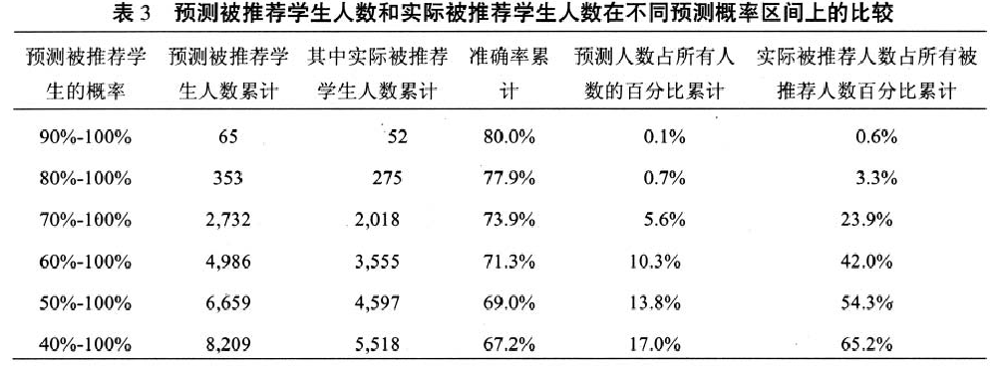 表 3 预测被推荐学生人数和实际被推荐学生人数在不同预测概率区间上的比较
预测被推荐学 预测被推荐学 其中实际被推荐 准确率累 预测人数占所有人 实际被推荐人数占所有被
生的概率 生人数累计 学生人数累计 计 数的百分比累计 推荐人数百分比累计
90%-100% 65 52 80.0% 0.1% 0.6%
80%-100% 353 275 77.9% 0.7% 3.3%
70%-100% 2,732 2,018 73.9% 5.6% 23.9%
60%-100% 4,986 3,555 71.3% 10.3% 42.0%
50%-100% 6,659 4,597 69.0% 13.8% 54.3%
40%-100% 8,209 5,518 67.2% 17.0% 65.2%